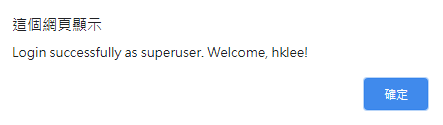 這個網頁顯示
Login successfully as superuser. Welcome, hklee!
確定